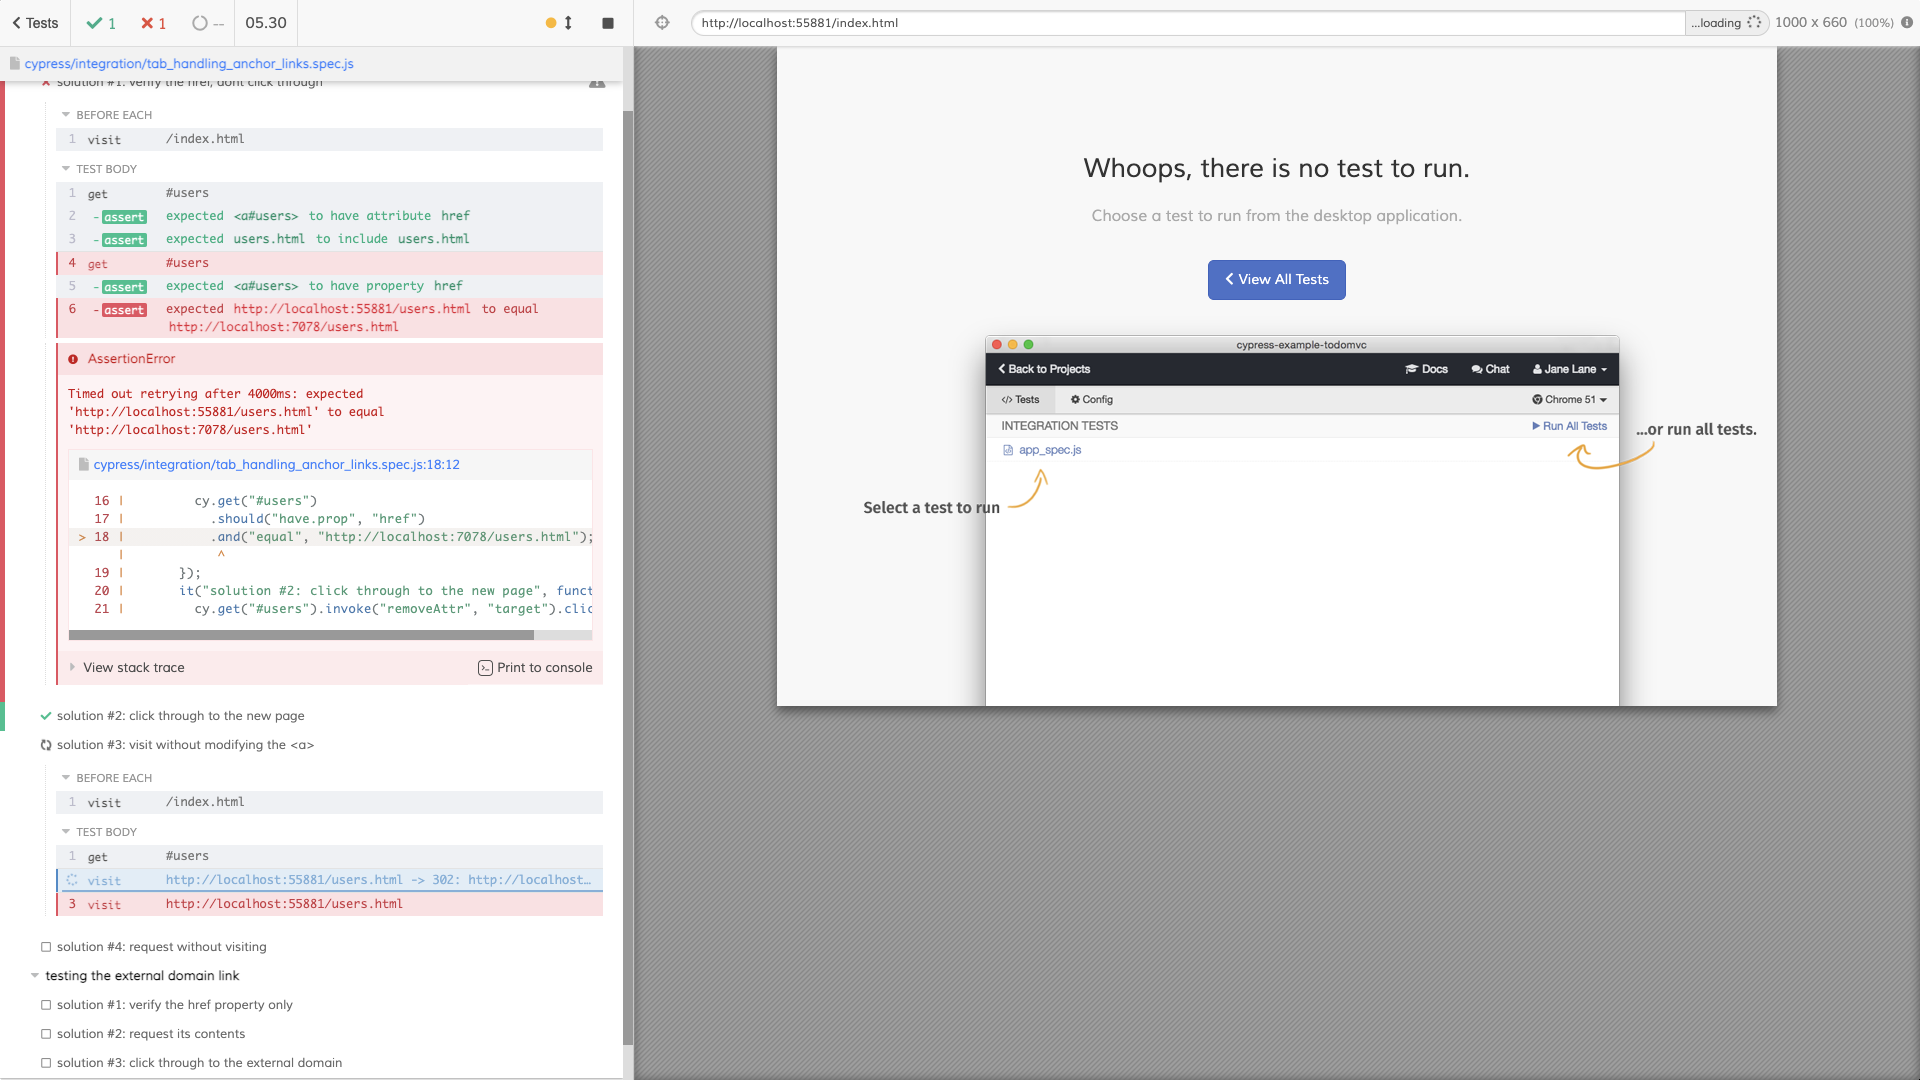 Tests
1
1
--
05.30
http://localhost:55881/index.html
...loading
1000 x 660 (100%)
cypress/integration/tab_handling_anchor_links.spec.js
solution #1: verify the href, dont click through
BEFORE EACH
1 visit /index.html
TEST BODY
1 get #users
2 - assert expected <a#users> to have attribute href
3 - assert expected users.html to include users.html
4 get #users
5 - assert expected <a#users> to have property href
6 - assert expected http://localhost:55881/users.html to equal
http://localhost:7078/users.html
AssertionError
Timed out retrying after 4000ms: expected
'http://localhost:55881/users.html' to equal
'http://localhost:7078/users.html'
cypress/integration/tab_handling_anchor_links.spec.js:18:12
16 | cy.get("#users")
17 | .should("have.prop", "href")
> 18 | .and("equal", "http://localhost:7078/users.html");
| ^
19 | });
20 | it("solution #2: click through to the new page", funct
21 | cy.get("#users").invoke("removeAttr", "target").clic
View stack trace
Print to console
solution #2: click through to the new page
solution #3: visit without modifying the <a>
BEFORE EACH
1 visit /index.html
TEST BODY
1 get #users
visit http://localhost:55881/users.html -> 302: http://localhost...
3 visit http://localhost:55881/users.html
solution #4: request without visiting
testing the external domain link
solution #1: verify the href property only
solution #2: request its contents
solution #3: click through to the external domain
Whoops, there is no test to run.
Choose a test to run from the desktop application.
View All Tests
cypress-example-todomvc
Back to Projects
Docs
Chat
Jane Lane
</> Tests
Config
Chrome 51
INTEGRATION TESTS
Run All Tests
app_spec.js
...or run all tests.
Select a test to run